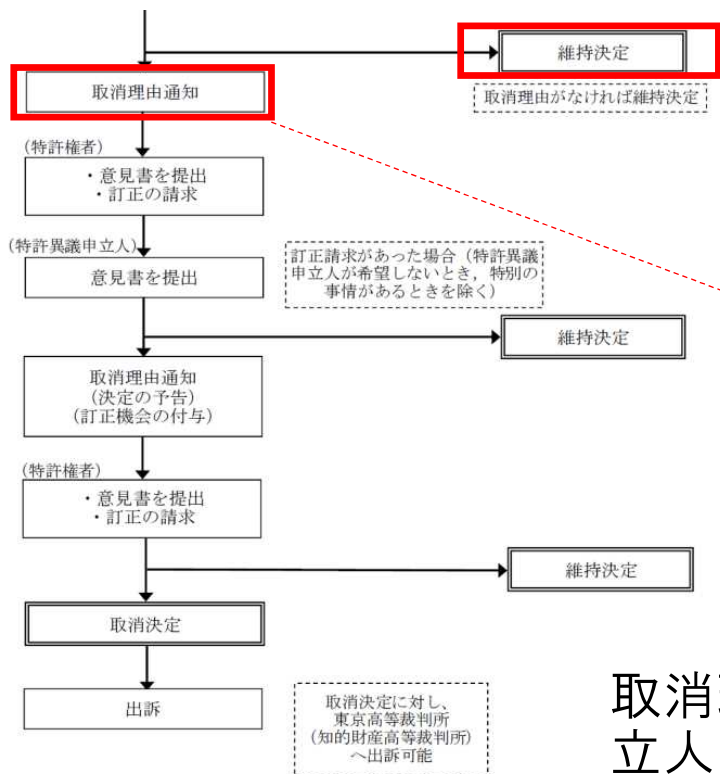 維持決定
取消理由通知
取消理由がなければ維持決定
(特許権者)
・意見書を提出
・訂正の請求
(特許異議申立人)
意見書を提出
訂正請求があった場合（特許異議
申立人が希望しないとき，特別の
事情があるときを除く）
維持決定
取消理由通知
(決定の予告)
(訂正機会の付与)
(特許権者)
・意見書を提出
・訂正の請求
維持決定
取消決定
出訴
取消決定に対し、
東京高等裁判所
(知的財産高等裁判所)
へ出訴可能
取消
立人